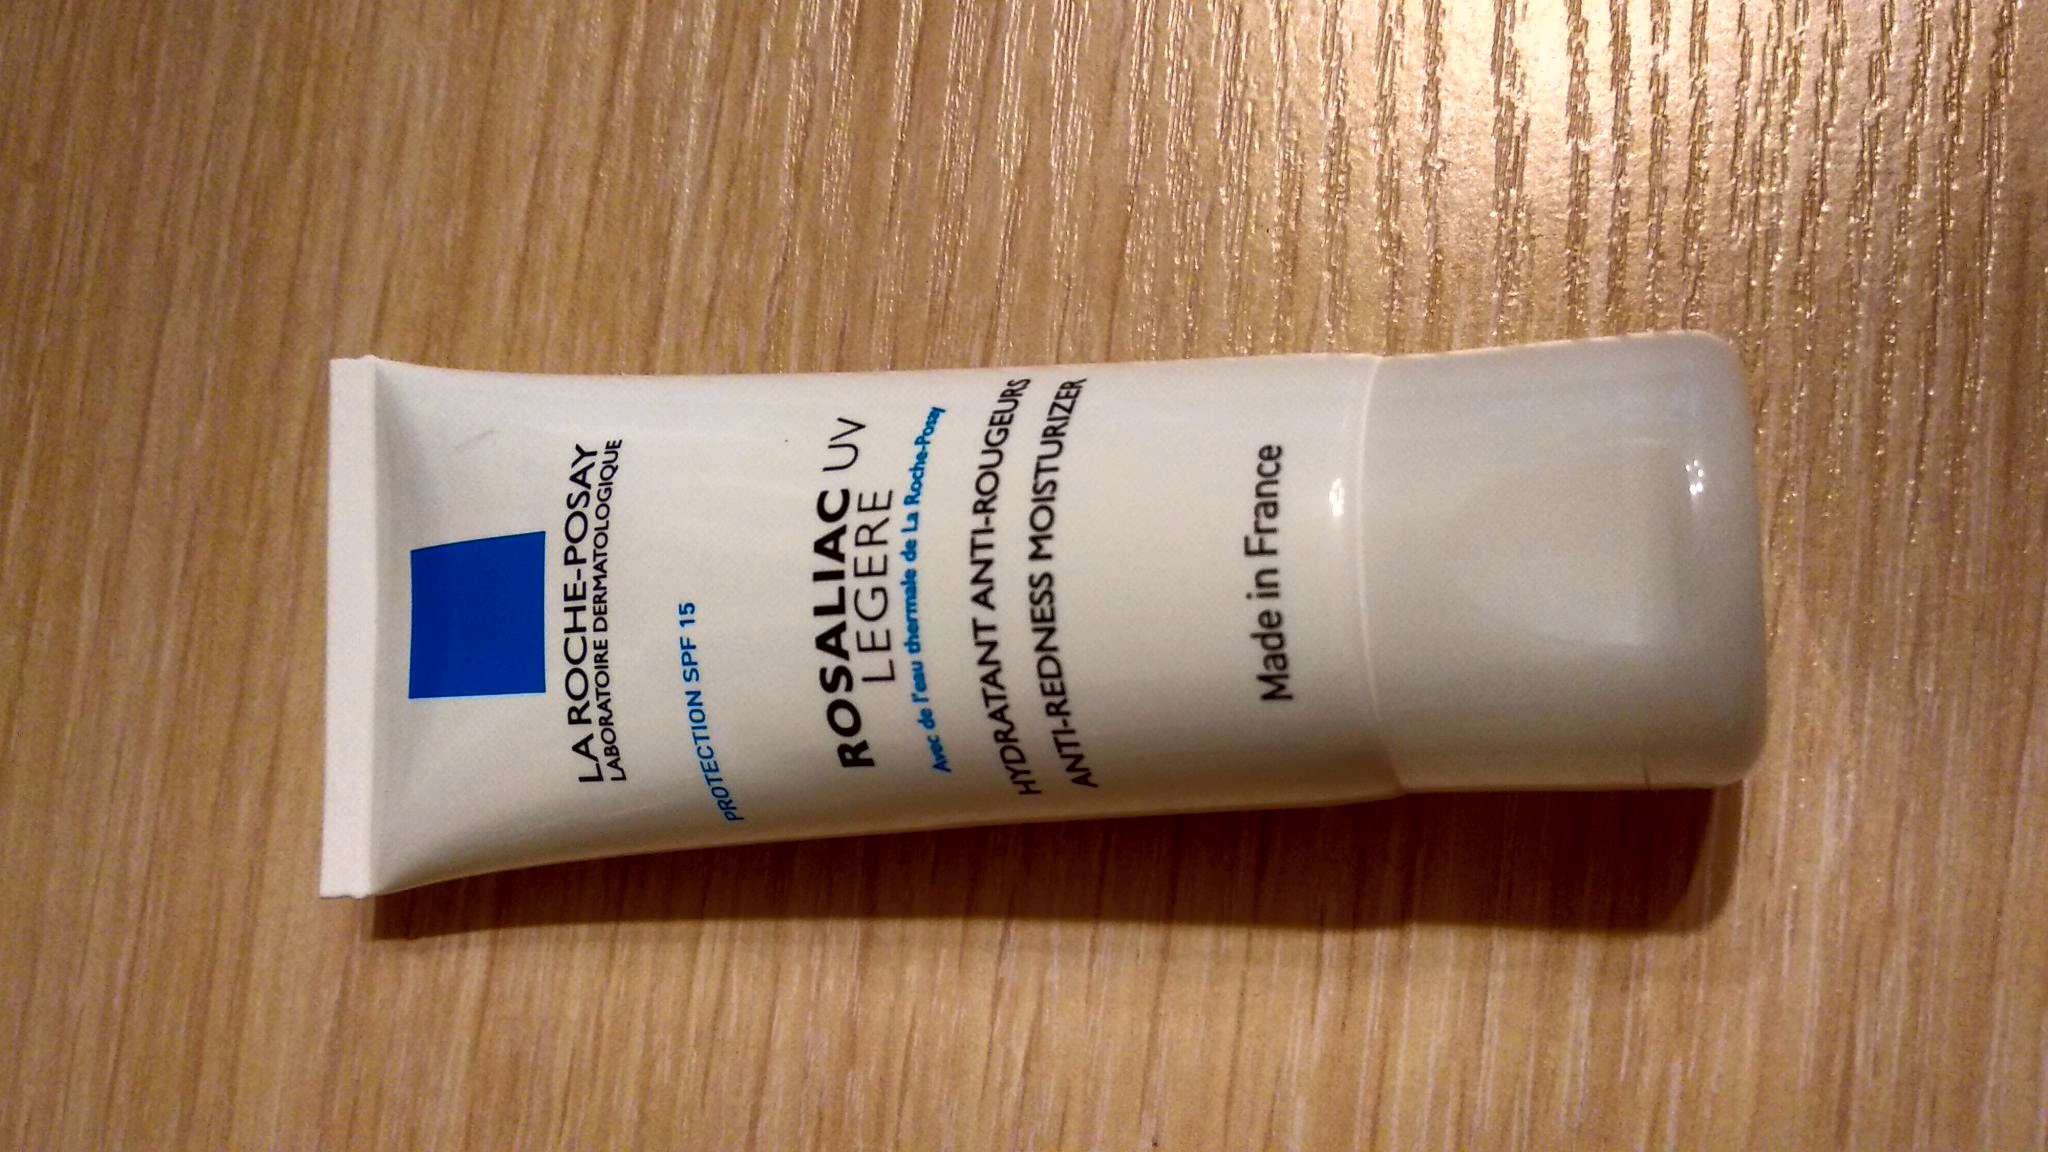 LA ROCHE-POSAY
LABORATOIRE DERMATOLOGIQUE
PROTECTION SPF 15
ROSALIAC UV
LEGERE
Avec de l'eau thermale de La Roche-Posay
HYDRATANT ANTI-ROUGEURS
ANTI-REDNESS MOISTURIZER
Made in France